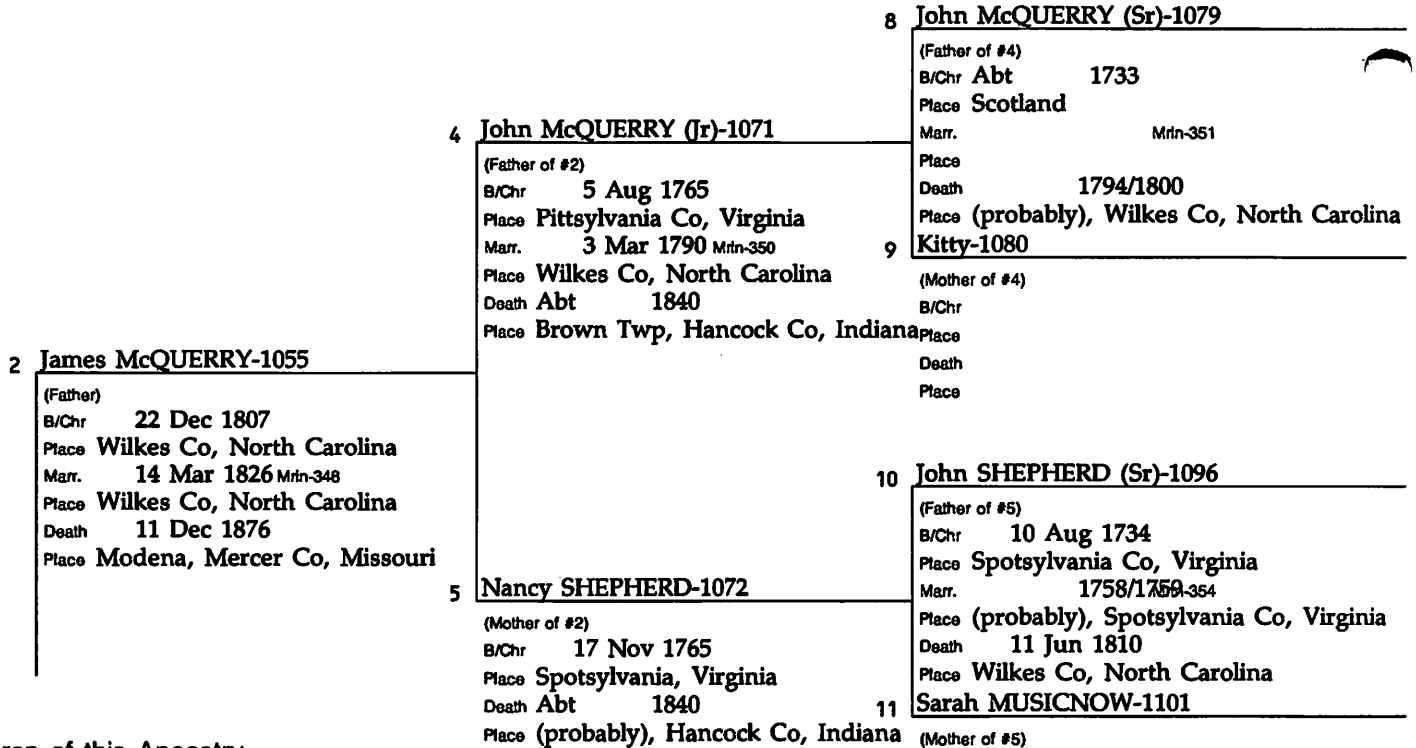 8 John McQUERRY (Sr)-1079
(Father of #4)
B/Chr Abt 1733
Place Scotland
Marr. Mrin-351
Place
Death 1794/1800
Place (probably), Wilkes Co, North Carolina
9 Kitty-1080
(Mother of #4)
B/Chr
Place
Death
Place
4 John McQUERRY (Jr)-1071
(Father of #2)
B/Chr 5 Aug 1765
Place Pittsylvania Co, Virginia
Marr. 3 Mar 1790 Mrin-350
Place Wilkes Co, North Carolina
Death Abt 1840
Place Brown Twp, Hancock Co, Indiana
2 James McQUERRY-1055
(Father)
B/Chr 22 Dec 1807
Place Wilkes Co, North Carolina
Marr. 14 Mar 1826 Mrin-348
Place Wilkes Co, North Carolina
Death 11 Dec 1876
Place Modena, Mercer Co, Missouri
10 John SHEPHERD (Sr)-1096
(Father of #5)
B/Chr 10 Aug 1734
Place Spotsylvania Co, Virginia
Marr. 1758/1759 -354
Place (probably), Spotsylvania Co, Virginia
Death 11 Jun 1810
Place Wilkes Co, North Carolina
11 Sarah MUSICNOW-1101
(Mother of #5)
5 Nancy SHEPHERD-1072
(Mother of #2)
B/Chr 17 Nov 1765
Place Spotsylvania, Virginia
Death Abt 1840
Place (probably), Hancock Co, Indiana
of this Ancestry